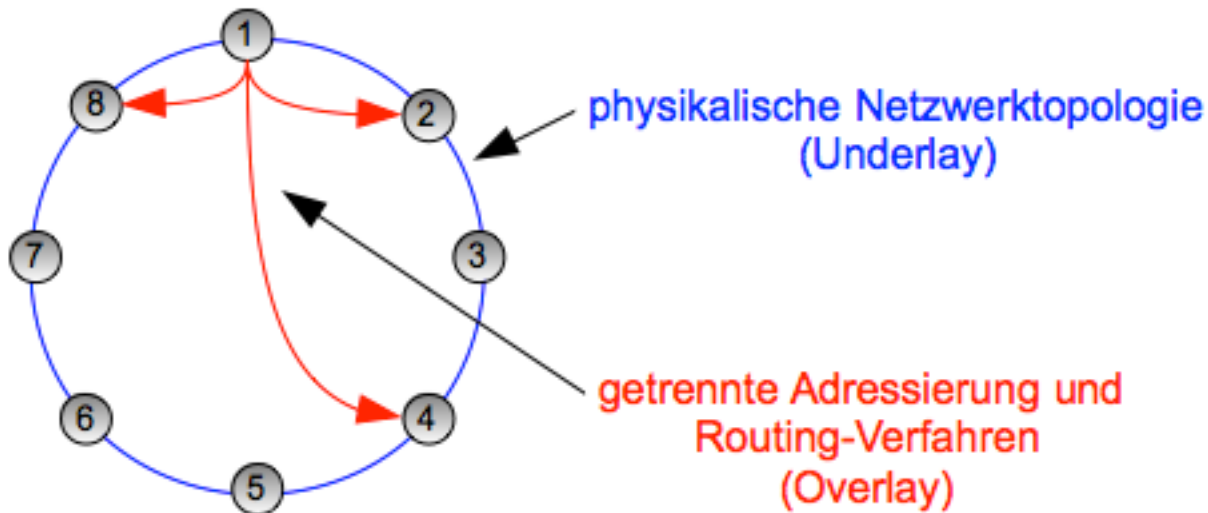 1
8
2
physikalische Netzwerktopologie
(Underlay)
7
3
6
4
getrennte Adressierung und
Routing-Verfahren
(Overlay)
5